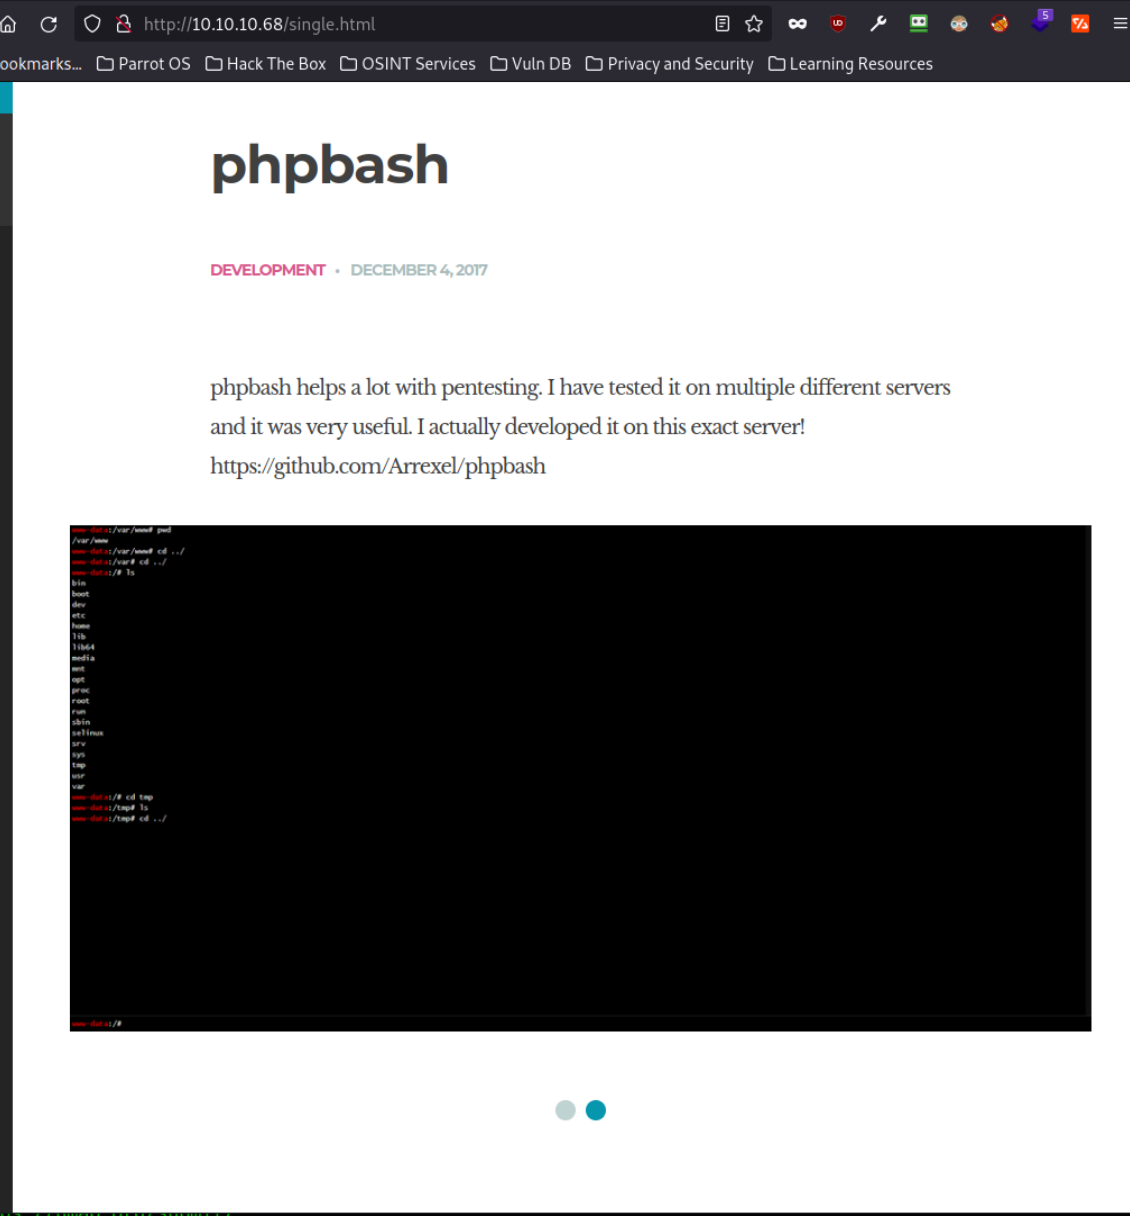 http://10.10.10.68/single.html
5
ookmarks... Parrot OS Hack The Box OSINT Services Vuln DB Privacy and Security Learning Resources
phpbash
DEVELOPMENT • DECEMBER 4, 2017
phpbash helps a lot with pentesting. I have tested it on multiple different servers
and it was very useful. I actually developed it on this exact server!
https://github.com/Arrexel/phpbash
www-data:/var/www# pwd
/var/www
www-data:/var/www# cd ../
www-data:/var# cd ../
www-data:/# ls
bin
boot
dev
etc
home
lib
lib64
media
mnt
opt
proc
root
run
sbin
selinux
srv
sys
tmp
usr
var
www-data:/# cd tmp
www-data:/tmp# ls
www-data:/tmp# cd ../
www-data:/#